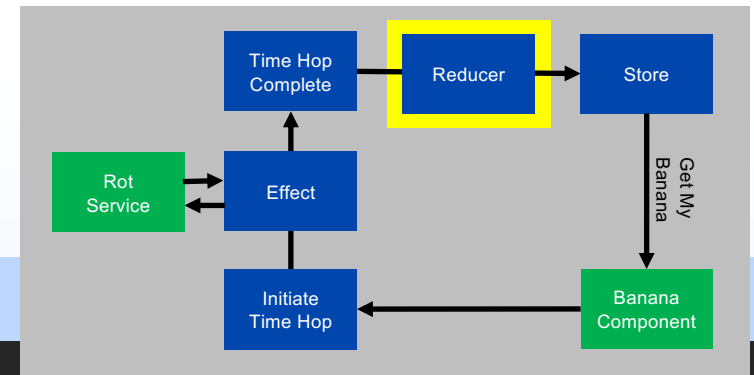 Time Hop
Complete
Reducer
Store
Rot
Service
Effect
Get My
Banana
Initiate
Time Hop
Banana
Component